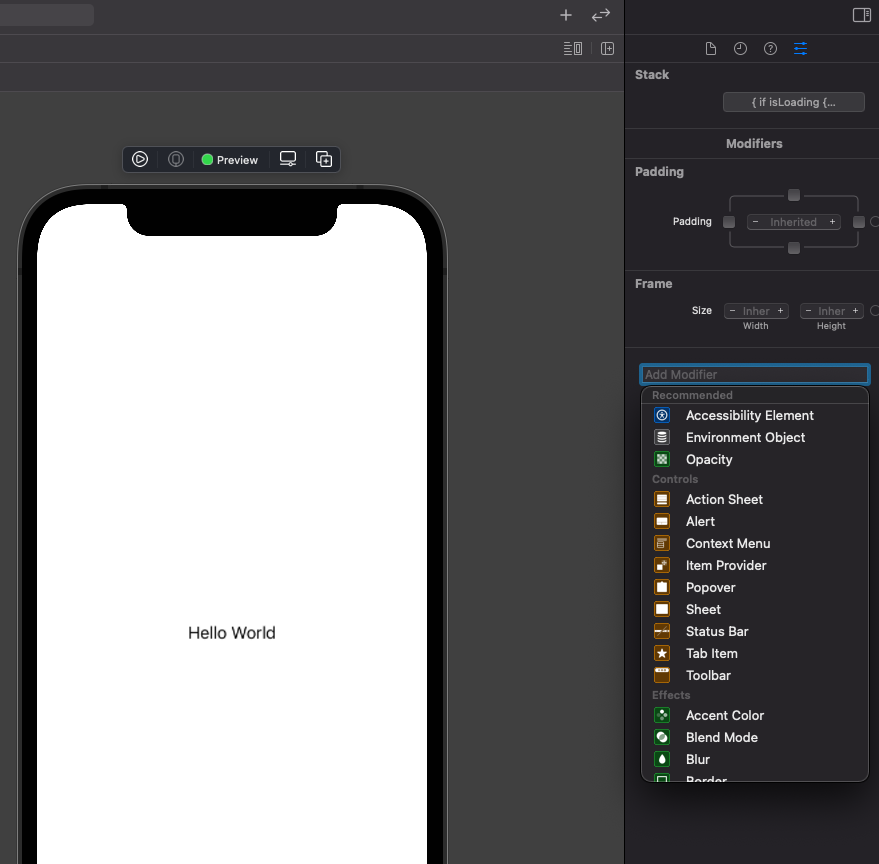 Stack
{ if isLoading {...
Modifiers
Preview
Padding
Padding
− Inherited +
Frame
Size
− Inher +
− Inher +
Width
Height
Add Modifier
Recommended
Accessibility Element
Environment Object
Opacity
Controls
Action Sheet
Alert
Context Menu
Item Provider
Popover
Sheet
Status Bar
Tab Item
Toolbar
Effects
Accent Color
Blend Mode
Blur
Border
Hello World